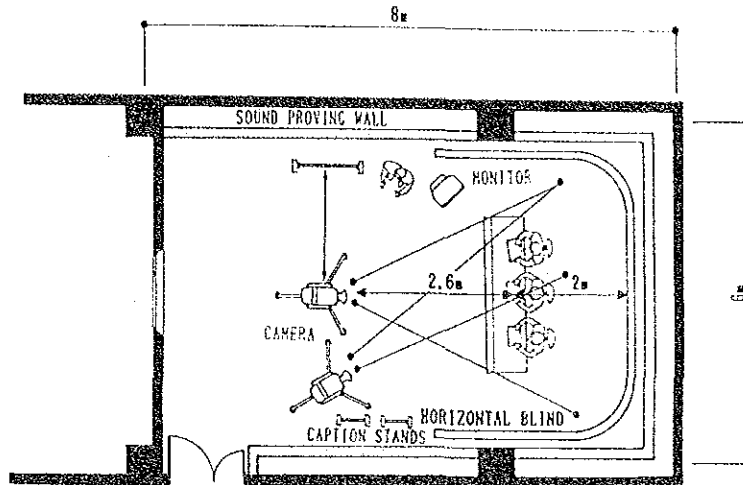 8m
SOUND PROVING WALL
MONITOR
2.6m
2m
6m
CAMERA
HORIZONTAL BLIND
CAPTION STANDS